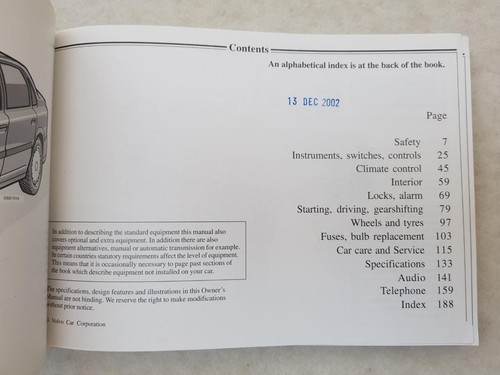 Contents
An alphabetical index is at the back of the book.
13 DEC 2002
Page
Safety 7
Instruments, switches, controls 25
Climate control 45
Interior 59
Locks, alarm 69
Starting, driving, gearshifting 79
Wheels and tyres 97
Fuses, bulb replacement 103
Car care and Service 115
Specifications 133
Audio 141
Telephone 159
Index 188
In addition to describing the standard equipment this manual also
covers optional and extra equipment. In addition there are also
equipment alternatives, manual or automatic transmission for example.
In certain countries statutory requirements affect the level of equipment.
This means that it is occasionally necessary to page past sections of
the book which describe equipment not installed on your car.
The specifications, design features and illustrations in this Owner's
Manual are not binding. We reserve the right to make modifications
without prior notice.
Car Corporation